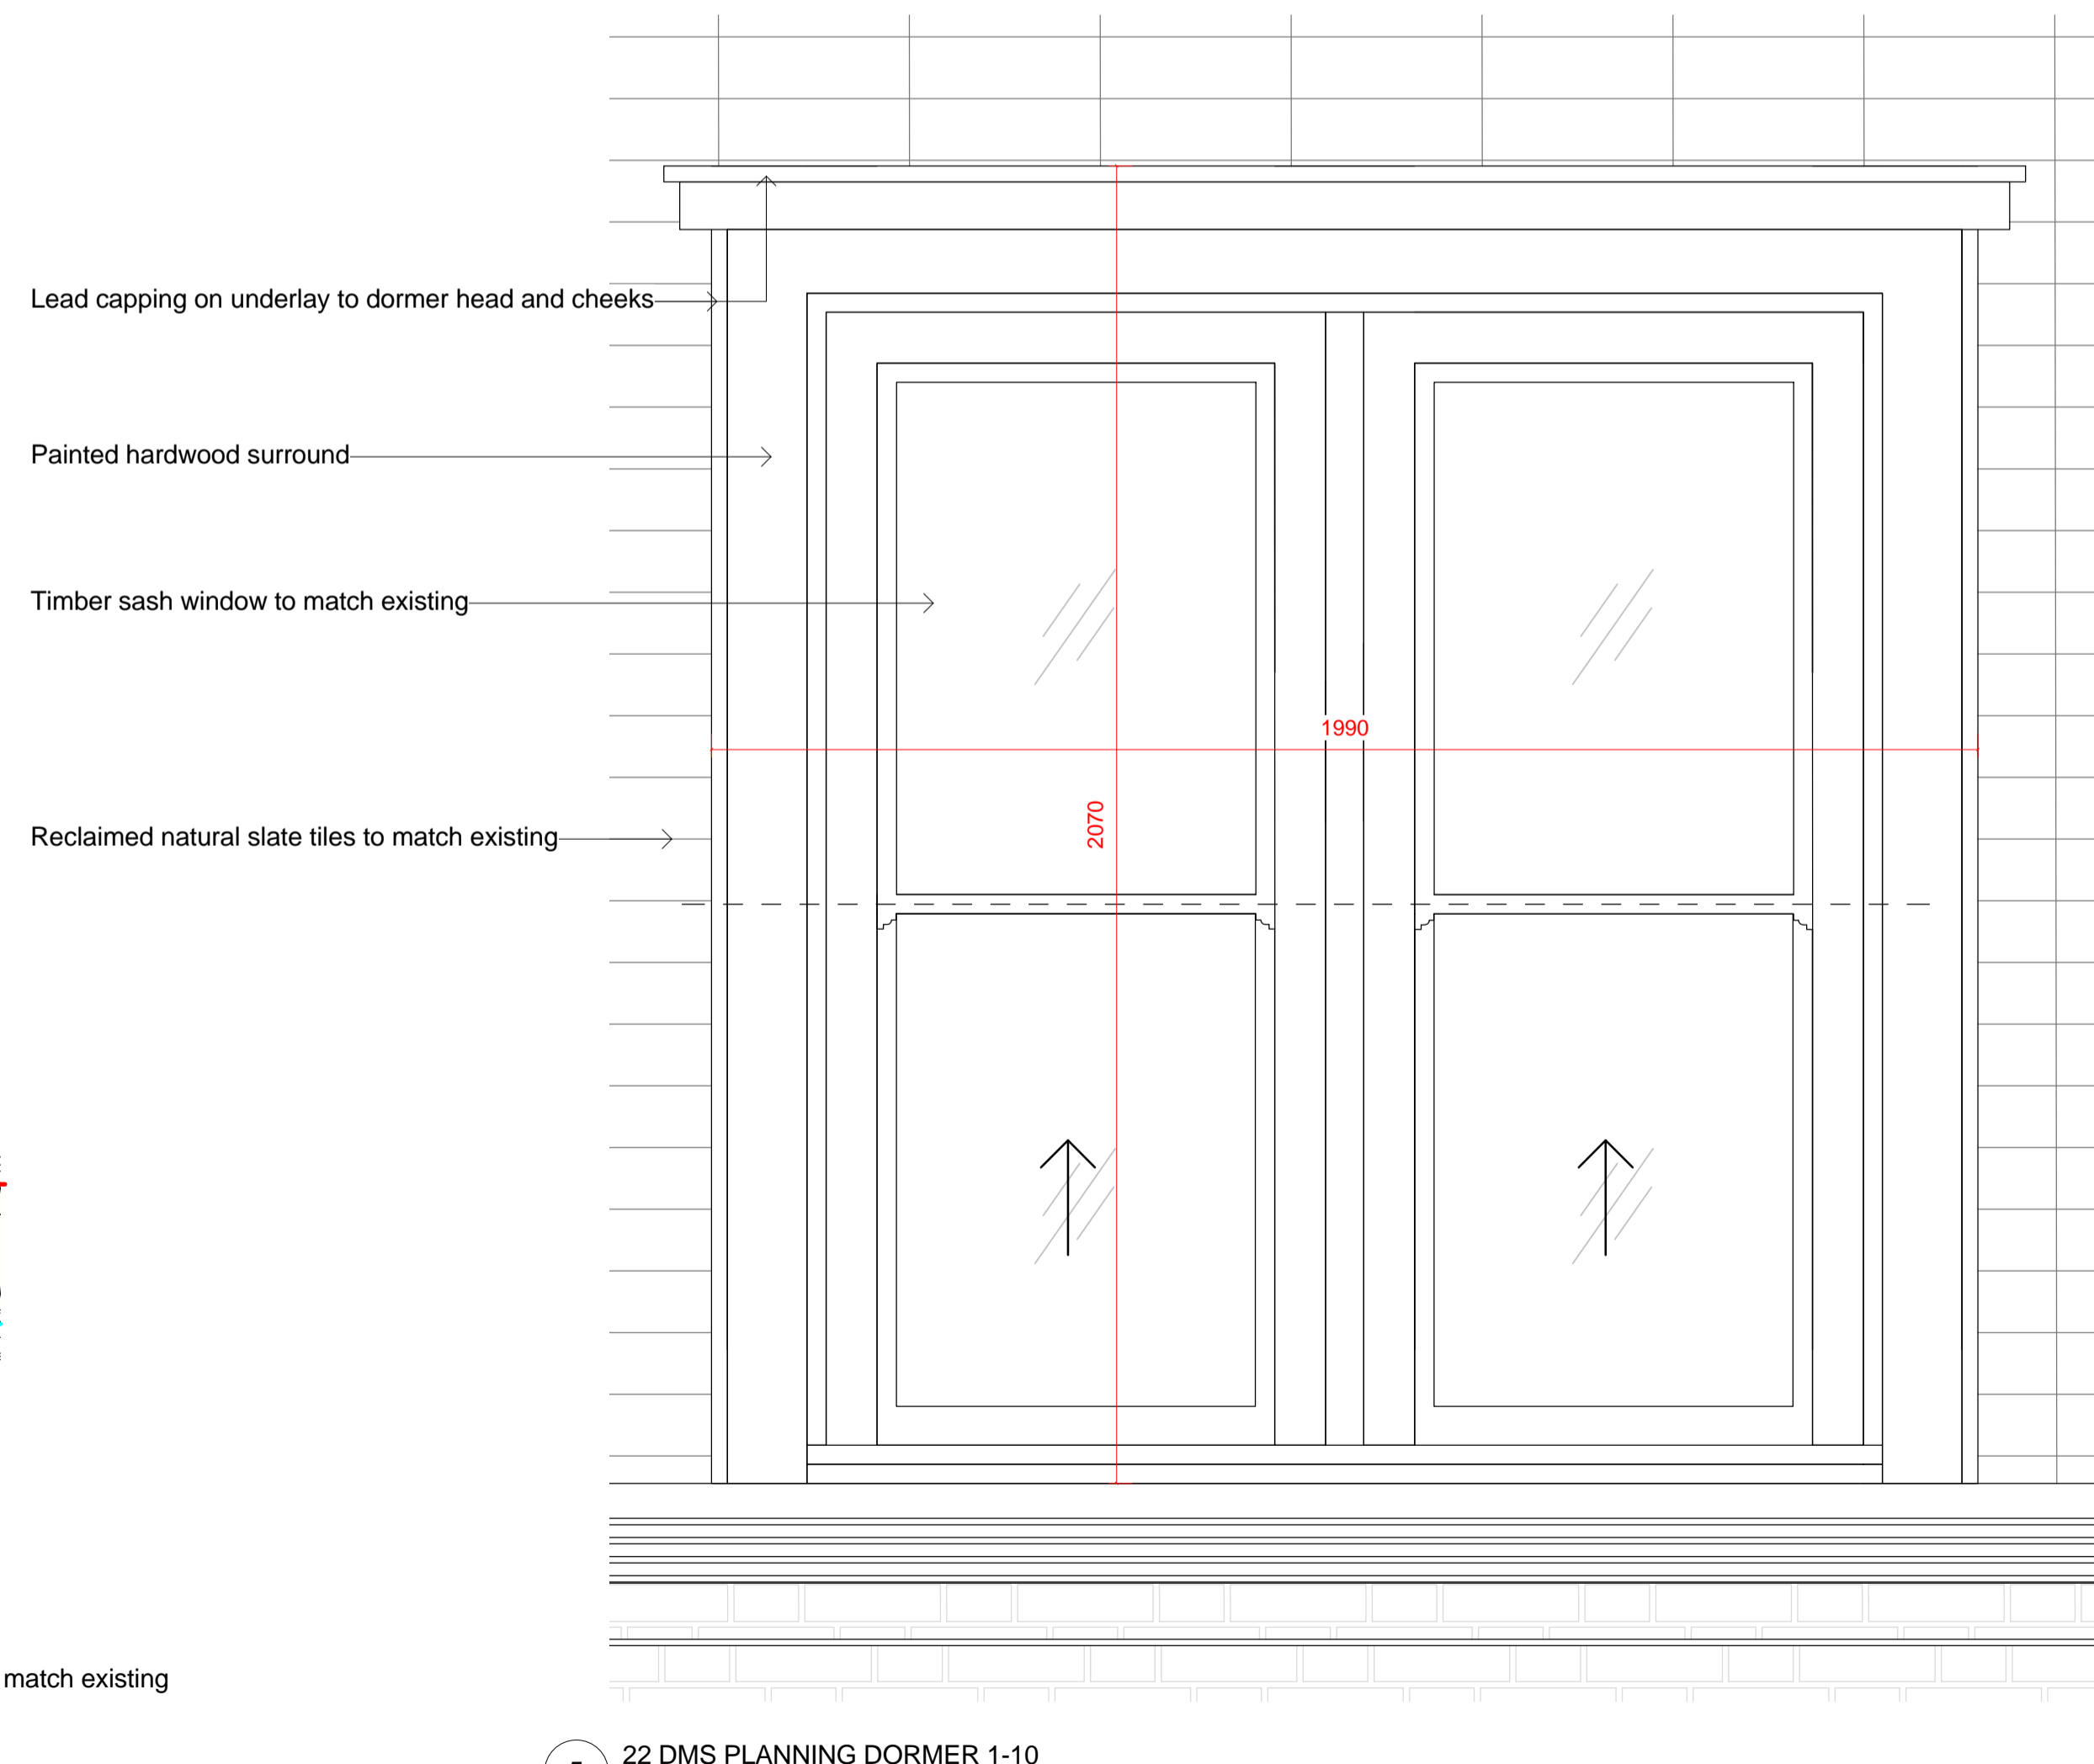 Lead capping on underlay to dormer head and cheeks
Painted hardwood surround
Timber sash window to match existing
1990
2070
Reclaimed natural slate tiles to match existing
match existing
22 DMS PLANNING DORMER 1-10